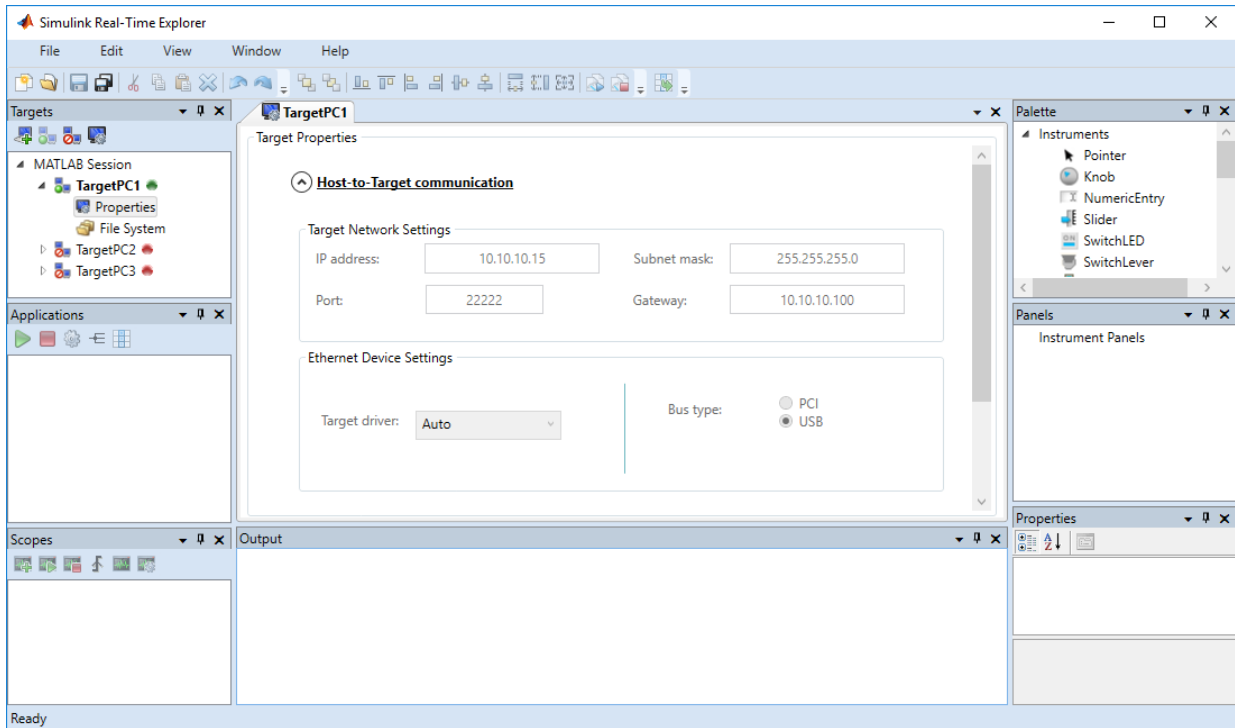 Simulink Real-Time Explorer
File Edit View Window Help
Targets
MATLAB Session
TargetPC1
Properties
File System
TargetPC2
TargetPC3
Applications
Scopes
TargetPC1
Target Properties
Host-to-Target communication
Target Network Settings
IP address: 10.10.10.15 Subnet mask: 255.255.255.0
Port: 22222 Gateway: 10.10.10.100
Ethernet Device Settings
Target driver: Auto
Bus type:
PCI
USB
Output
Palette
Instruments
Pointer
Knob
NumericEntry
Slider
SwitchLED
SwitchLever
Panels
Instrument Panels
Properties
Ready